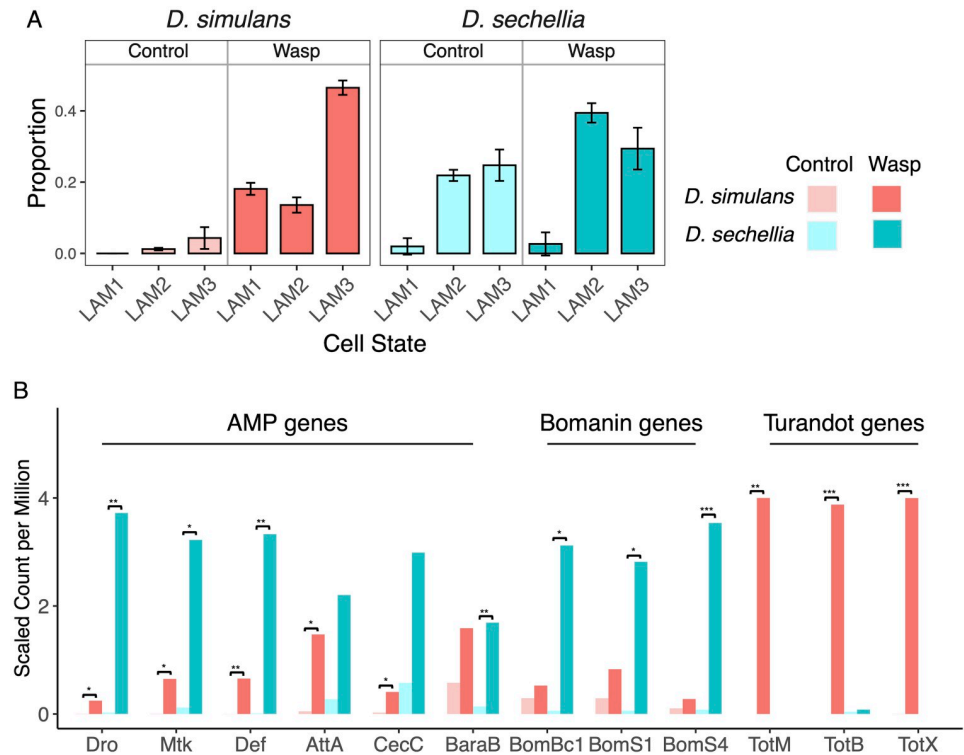 A
D. simulans
D. sechellia
Control
Wasp
Control
Wasp
Proportion
0.4
0.2
0.0
LAM1
LAM2
LAM3
LAM1
LAM2
LAM3
LAM1
LAM2
LAM3
LAM1
LAM2
LAM3
Cell State
Control Wasp
D. simulans
D. sechellia
B
AMP genes
Bomanin genes
Turandot genes
Scaled Count per Million
4
2
0
* ** * * ** ** * * ** * * *** ** *** ***
Dro Mtk Def AttA CecC BaraB BomBc1 BomS1 BomS4 TotM TotB TotX